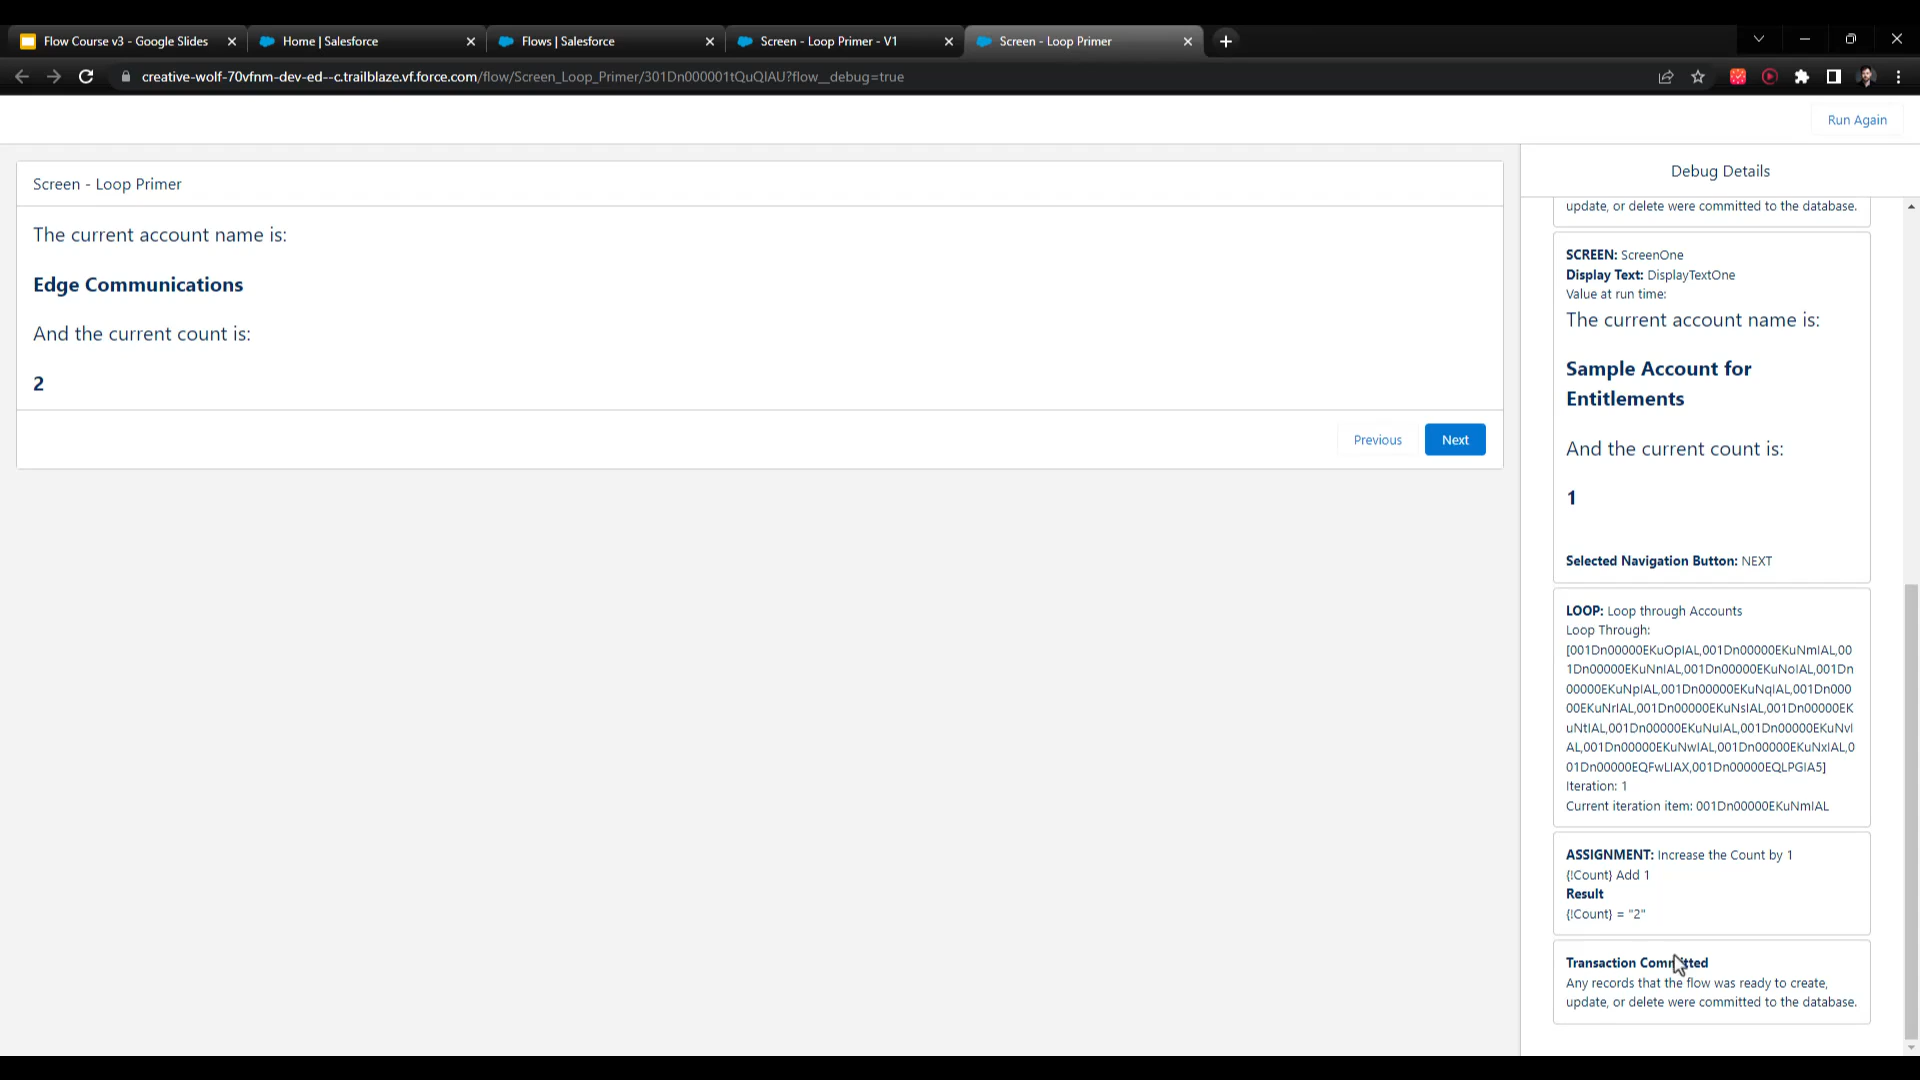 Flow Course v3 - Google Slides
Home | Salesforce
Flows | Salesforce
Screen - Loop Primer - V1
Screen - Loop Primer
creative-wolf-70vfnm-dev-ed--c.trailblaze.vf.force.com/flow/Screen_Loop_Primer/301Dn000001tQuQIAU?flow__debug=true
Run Again
Screen - Loop Primer
The current account name is:
Edge Communications
And the current count is:
2
Previous
Next
Debug Details
update, or delete were committed to the database.
SCREEN: ScreenOne
Display Text: DisplayTextOne
Value at run time:
The current account name is:
Sample Account for
Entitlements
And the current count is:
1
Selected Navigation Button: NEXT
LOOP: Loop through Accounts
Loop Through:
[001Dn00000EKuOpIAL,001Dn00000EKuNmIAL,00
1Dn00000EKuNnIAL,001Dn00000EKuNoIAL,001Dn
00000EKuNpIAL,001Dn00000EKuNqIAL,001Dn000
00EKuNrIAL,001Dn00000EKuNsIAL,001Dn00000EK
uNtIAL,001Dn00000EKuNuIAL,001Dn00000EKuNvI
AL,001Dn00000EKuNwIAL,001Dn00000EKuNxIAL,0
01Dn00000EQFwLIAX,001Dn00000EQLPGIA5]
Iteration: 1
Current iteration item: 001Dn00000EKuNmIAL
ASSIGNMENT: Increase the Count by 1
{!Count} Add 1
Result
{!Count} = "2"
Transaction Committed
Any records that the flow was ready to create,
update, or delete were committed to the database.